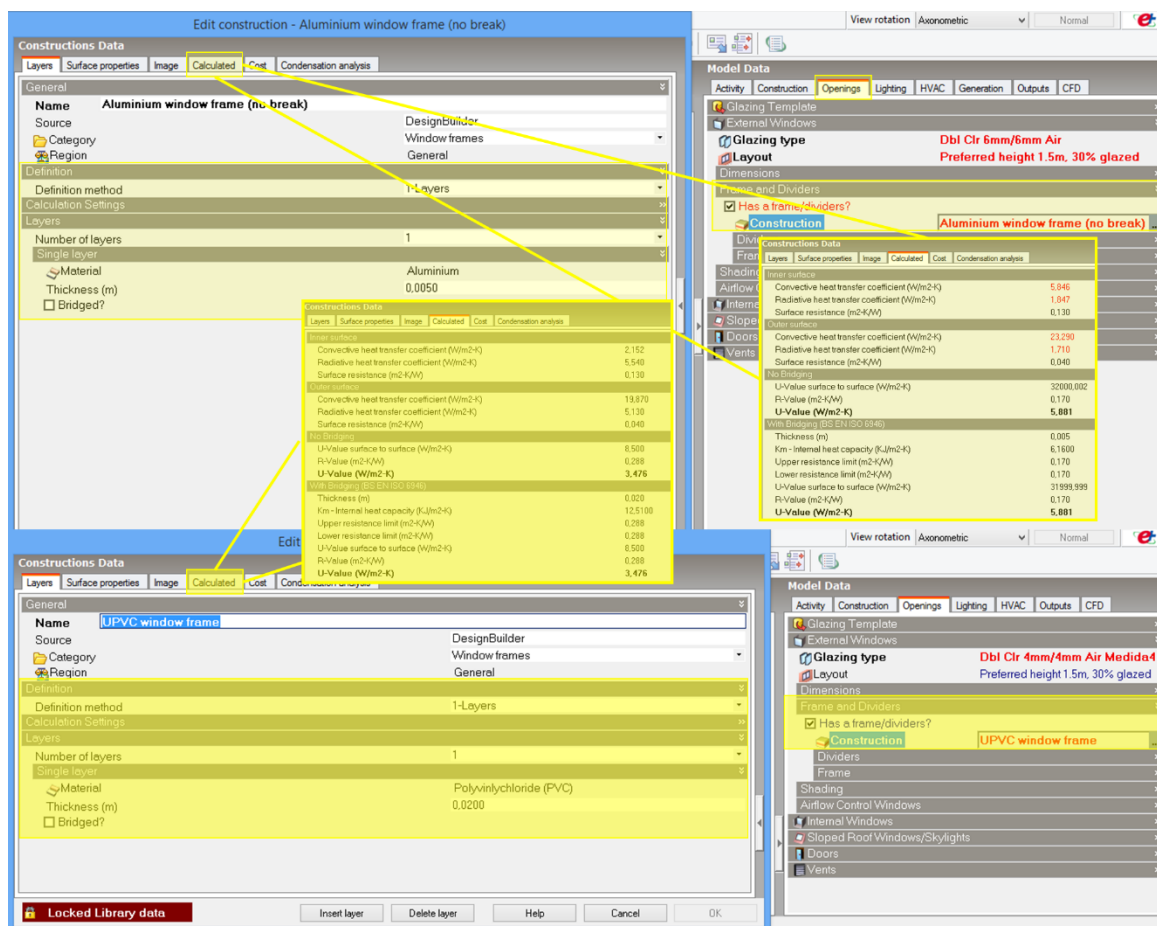 Edit construction - Aluminium window frame (no break)
Constructions Data
Layers Surface properties Image Calculated Cost Condensation analysis
General
Name Aluminium window frame (no break)
Source DesignBuilder
Category Window frames
Region General
Definition
Definition method 1-Layers
Calculation Settings
Layers
Number of layers 1
Single layer
Material Aluminium
Thickness (m) 0,0050
Bridged?
View rotation Axonometric Normal
Model Data
Activity Construction Openings Lighting HVAC Generation Outputs CFD
Glazing Template
External Windows
Glazing type Dbl Clr 6mm/6mm Air
Layout Preferred height 1.5m, 30% glazed
Dimensions
Frame and Dividers
Has a frame/dividers?
Construction Aluminium window frame (no break) ...
Shading
Doors
Vents
Constructions Data
Layers Surface properties Image Calculated Cost Condensation analysis
Inner surface
Convective heat transfer coefficient (W/m2-K) 5,846
Radiative heat transfer coefficient (W/m2-K) 1,847
Surface resistance (m2-K/W) 0,130
Outer surface
Convective heat transfer coefficient (W/m2-K) 23,290
Radiative heat transfer coefficient (W/m2-K) 1,710
Surface resistance (m2-K/W) 0,040
No Bridging
U-Value surface to surface (W/m2-K) 32000,002
R-Value (m2-K/W) 0,170
U-Value (W/m2-K) 5,881
With Bridging (BS EN ISO 6946)
Thickness (m) 0,005
Km - Internal heat capacity (KJ/m2-K) 6,1600
Upper resistance limit (m2-K/W) 0,170
Lower resistance limit (m2-K/W) 0,170
U-Value surface to surface (W/m2-K) 31999,999
R-Value (m2-K/W) 0,170
U-Value (W/m2-K) 5,881
Constructions Data
Layers Surface properties Image Calculated Cost Condensation analysis
Inner surface
Convective heat transfer coefficient (W/m2-K) 2,152
Radiative heat transfer coefficient (W/m2-K) 5,540
Surface resistance (m2-K/W) 0,130
Outer surface
Convective heat transfer coefficient (W/m2-K) 19,870
Radiative heat transfer coefficient (W/m2-K) 5,130
Surface resistance (m2-K/W) 0,040
No Bridging
U-Value surface to surface (W/m2-K) 8,500
R-Value (m2-K/W) 0,288
U-Value (W/m2-K) 3,476
With Bridging (BS EN ISO 6946)
Thickness (m) 0,020
Km - Internal heat capacity (KJ/m2-K) 12,5100
Upper resistance limit (m2-K/W) 0,288
Lower resistance limit (m2-K/W) 0,288
U-Value surface to surface (W/m2-K) 8,500
R-Value (m2-K/W) 0,288
U-Value (W/m2-K) 3,476
Edit
Constructions Data
Layers Surface properties Image Calculated Cost Condensation analysis
General
Name UPVC window frame
Source DesignBuilder
Category Window frames
Region General
Definition
Definition method 1-Layers
Calculation Settings
Layers
Number of layers 1
Single layer
Material Polyvinlychloride (PVC)
Thickness (m) 0,0200
Bridged?
Locked Library data Insert layer Delete layer Help Cancel OK
View rotation Axonometric Normal
Model Data
Activity Construction Openings Lighting HVAC Outputs CFD
Glazing Template
External Windows
Glazing type Dbl Clr 4mm/4mm Air Medida4
Layout Preferred height 1.5m, 30% glazed
Dimensions
Frame and Dividers
Has a frame/dividers?
Construction UPVC window frame ...
Dividers
Frame
Shading
Airflow Control Windows
Internal Windows
Sloped Roof Windows/Skylights
Doors
Vents